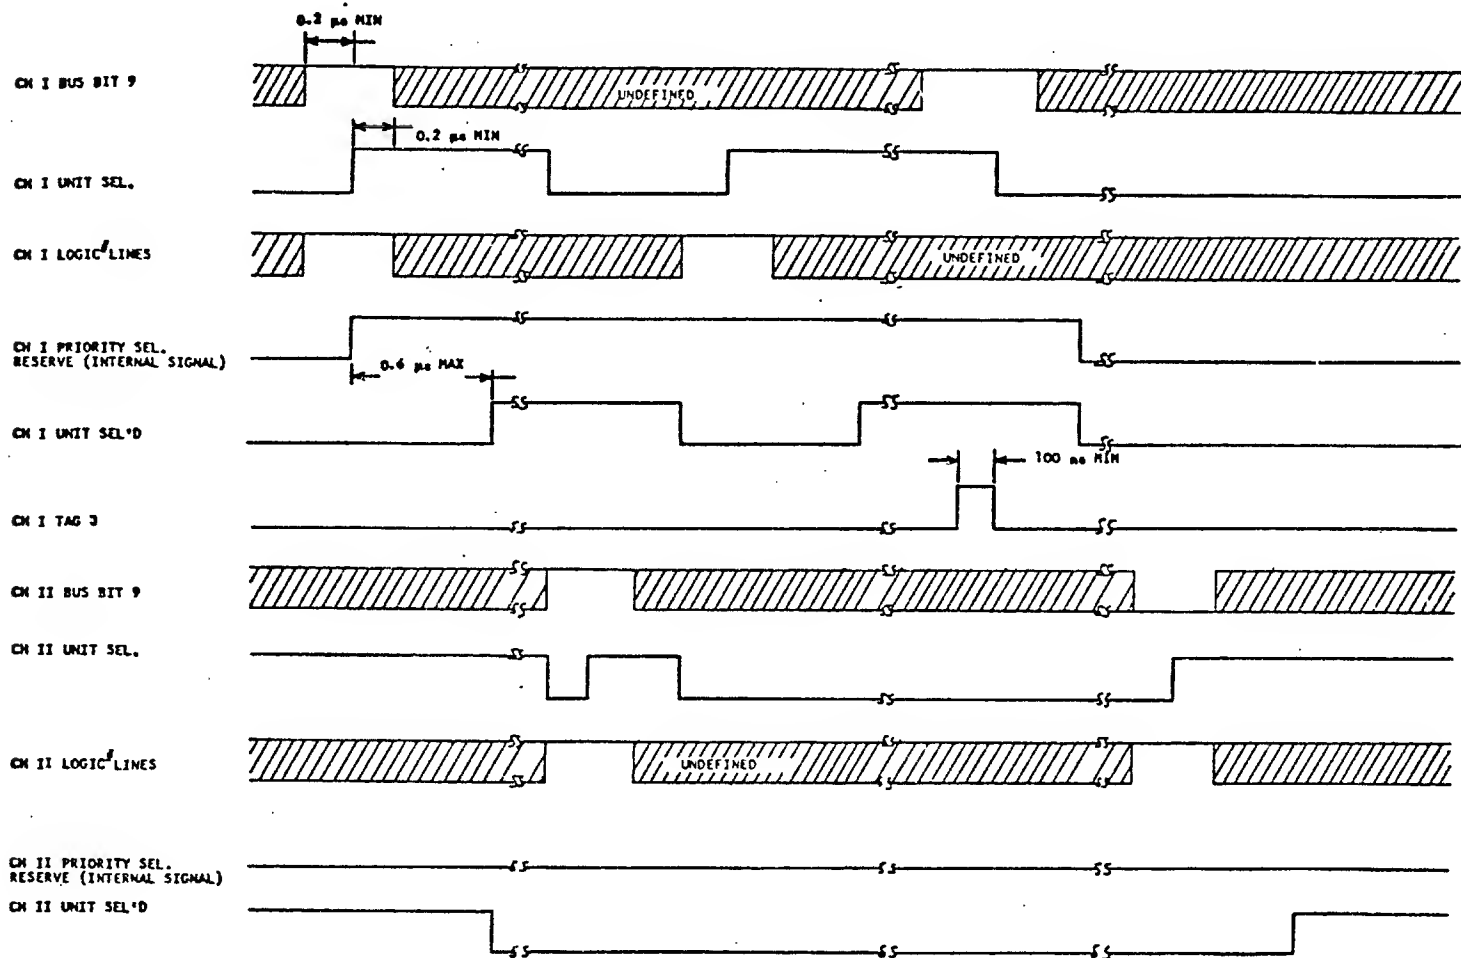 0.2 µs MIN
CH I BUS BIT 9
UNDEFINED
0.2 µs MIN
CH I UNIT SEL.
CH I LOGIC # LINES
UNDEFINED
CH I PRIORITY SEL.
RESERVE (INTERNAL SIGNAL)
0.6 µs MAX
CH I UNIT SEL'D
100 ns MIN
CH I TAG 3
CH II BUS BIT 9
CH II UNIT SEL.
CH II LOGIC # LINES
UNDEFINED
CH II PRIORITY SEL.
RESERVE (INTERNAL SIGNAL)
CH II UNIT SEL'D